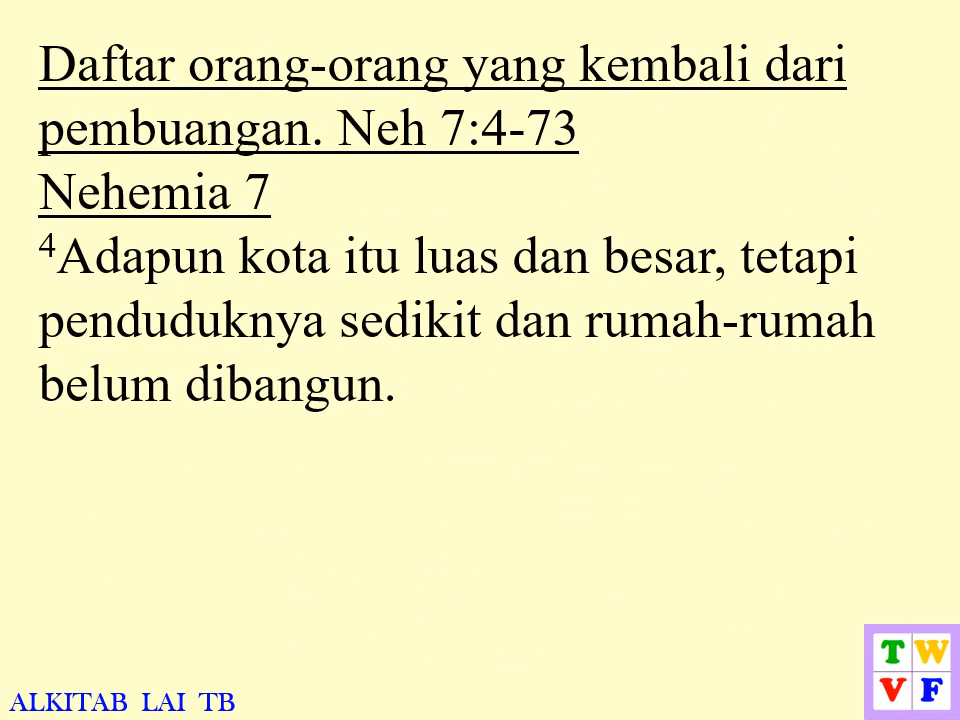 Daftar orang-orang yang kembali dari
pembuangan. Neh 7:4-73
Nehemia 7
4Adapun kota itu luas dan besar, tetapi
penduduknya sedikit dan rumah-rumah
belum dibangun.
T W
V F
ALKITAB LAI TB